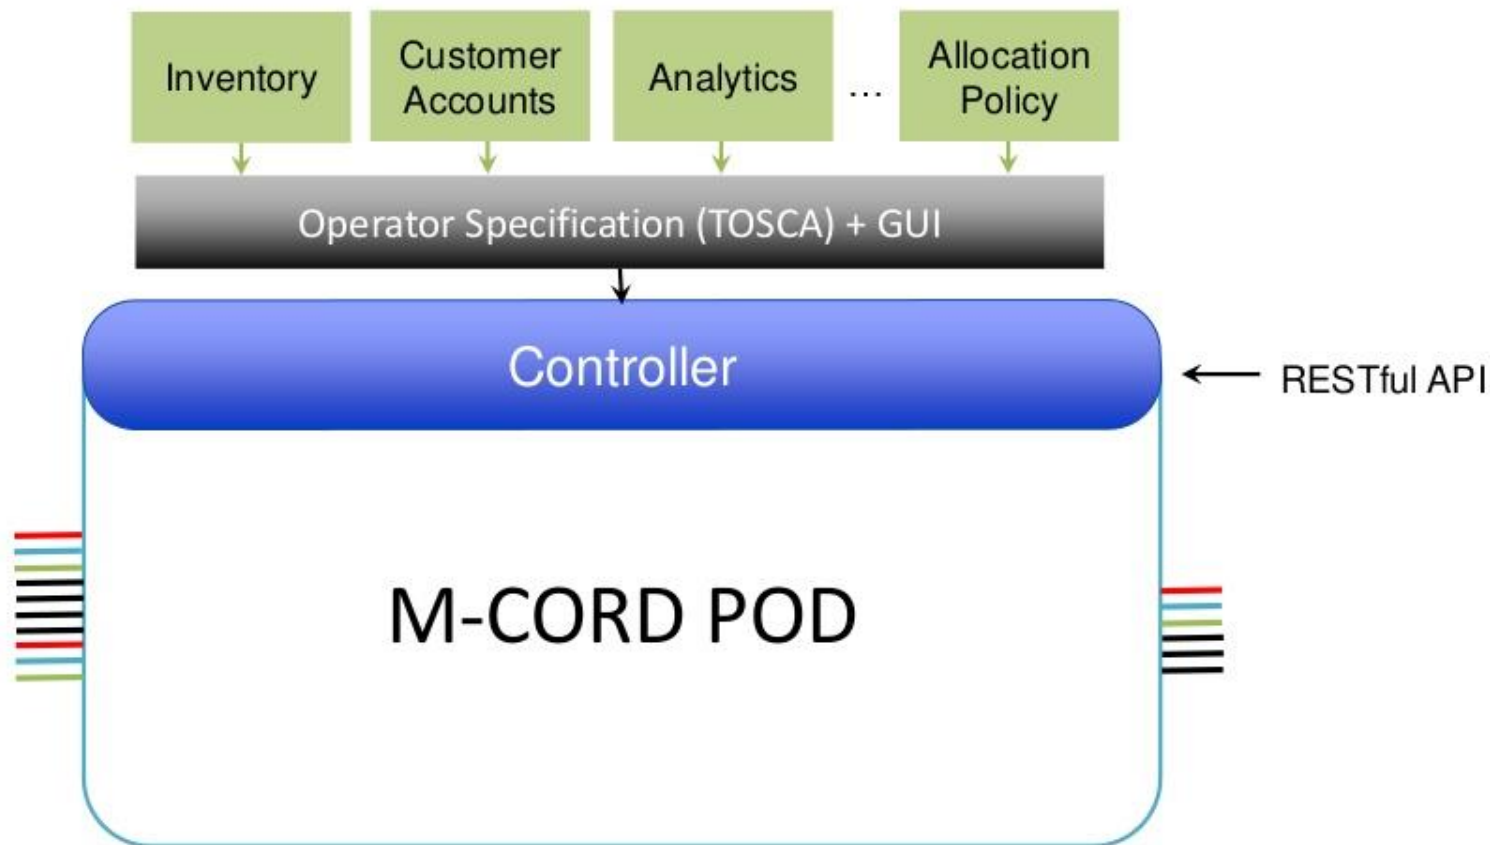 Inventory
Customer
Accounts
Analytics
...
Allocation
Policy
Operator Specification (TOSCA) + GUI
Controller
RESTful API
M-CORD POD